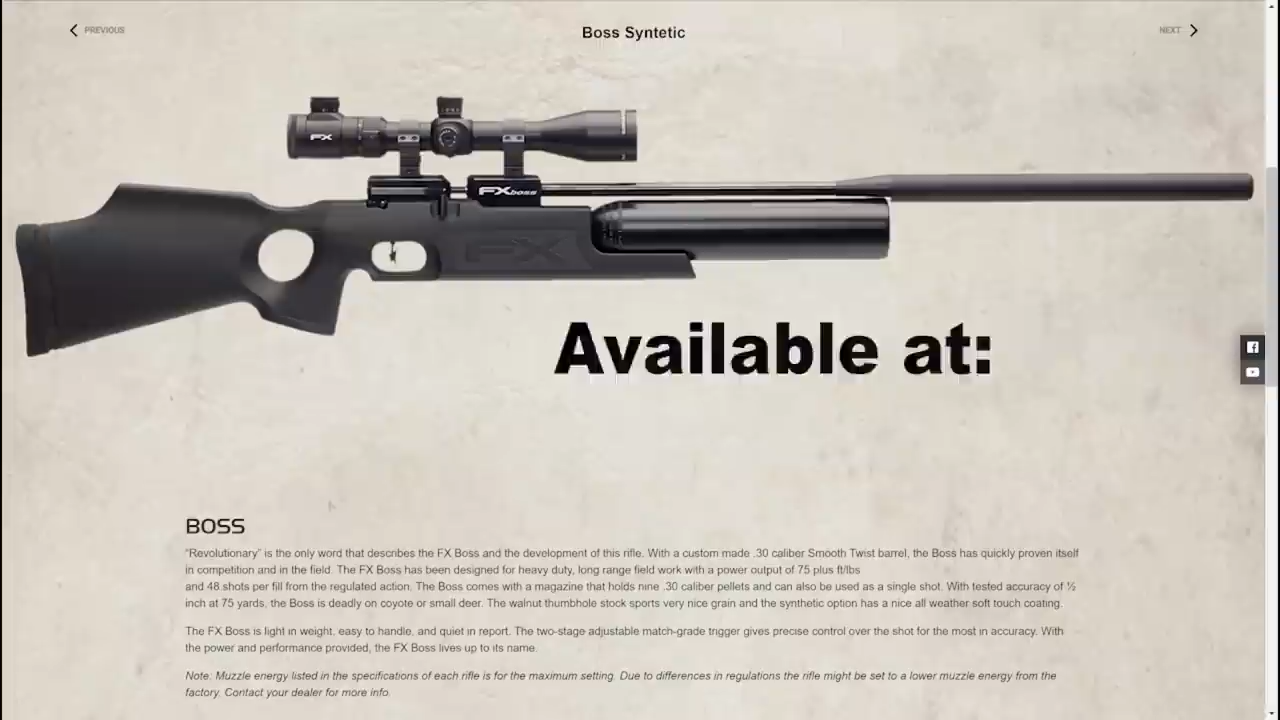 PREVIOUS
Boss Syntetic
NEXT
FX
FXboss
FX
Available at:
BOSS
“Revolutionary” is the only word that describes the FX Boss and the development of this rifle. With a custom made .30 caliber Smooth Twist barrel, the Boss has quickly proven itself
in competition and in the field. The FX Boss has been designed for heavy duty, long range field work with a power output of 75 plus ft/lbs
and 48 shots per fill from the regulated action. The Boss comes with a magazine that holds nine .30 caliber pellets and can also be used as a single shot. With tested accuracy of ½
inch at 75 yards, the Boss is deadly on coyote or small deer. The walnut thumbhole stock sports very nice grain and the synthetic option has a nice all weather soft touch coating.
The FX Boss is light in weight, easy to handle, and quiet in report. The two-stage adjustable match-grade trigger gives precise control over the shot for the most in accuracy. With
the power and performance provided, the FX Boss lives up to its name.
Note: Muzzle energy listed in the specifications of each rifle is for the maximum setting. Due to differences in regulations the rifle might be set to a lower muzzle energy from the
factory. Contact your dealer for more info.